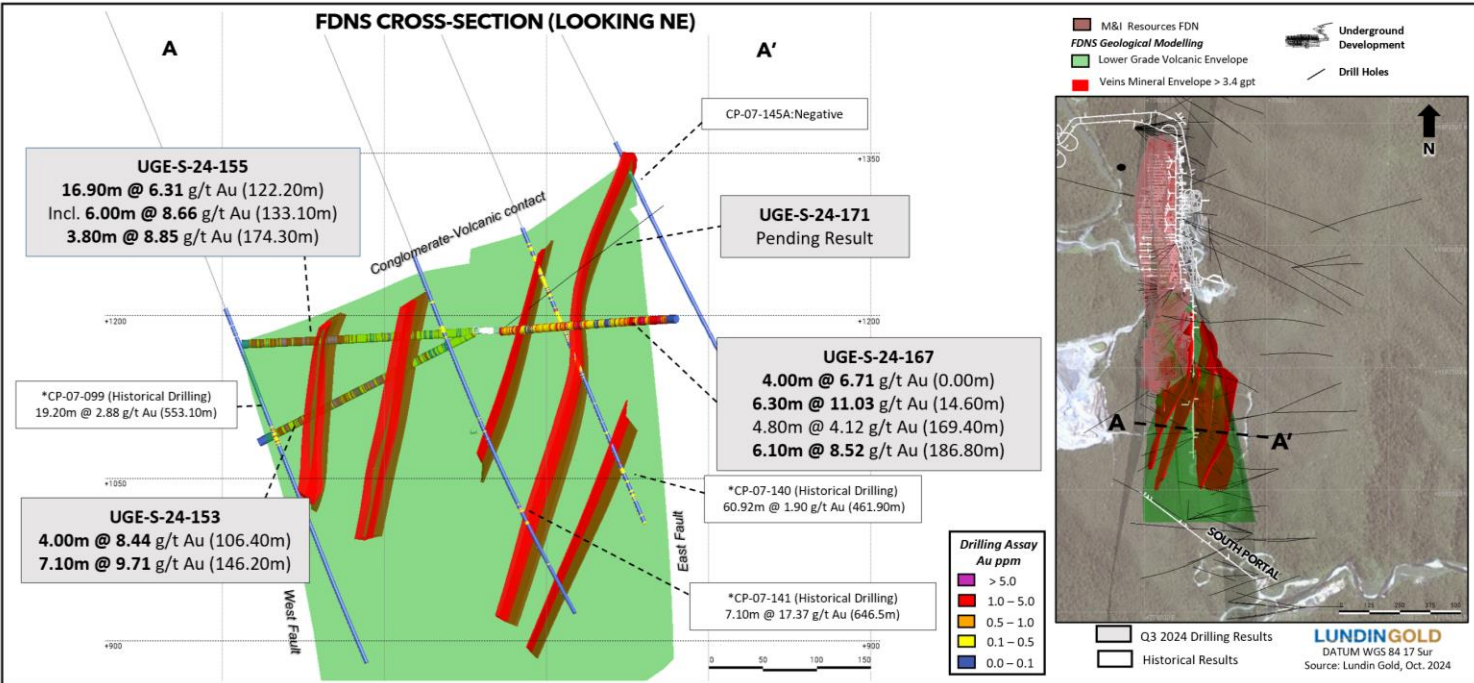 FDNS CROSS-SECTION (LOOKING NE)
A
A'
CP-07-145A:Negative
+1350
UGE-S-24-155
16.90m @ 6.31 g/t Au (122.20m)
Incl. 6.00m @ 8.66 g/t Au (133.10m)
3.80m @ 8.85 g/t Au (174.30m)
Conglomerate-Volcanic contact
UGE-S-24-171
Pending Result
+1200
+1200
UGE-S-24-167
4.00m @ 6.71 g/t Au (0.00m)
6.30m @ 11.03 g/t Au (14.60m)
4.80m @ 4.12 g/t Au (169.40m)
6.10m @ 8.52 g/t Au (186.80m)
*CP-07-099 (Historical Drilling)
19.20m @ 2.88 g/t Au (553.10m)
+1050
*CP-07-140 (Historical Drilling)
60.92m @ 1.90 g/t Au (461.90m)
UGE-S-24-153
4.00m @ 8.44 g/t Au (106.40m)
7.10m @ 9.71 g/t Au (146.20m)
East Fault
West Fault
*CP-07-141 (Historical Drilling)
7.10m @ 17.37 g/t Au (646.5m)
+900
+900
0 50 100 150
Drilling Assay
Au ppm
> 5.0
1.0 – 5.0
0.5 – 1.0
0.1 – 0.5
0.0 – 0.1
M&I Resources FDN
FDNS Geological Modelling
Lower Grade Volcanic Envelope
Veins Mineral Envelope > 3.4 gpt
Underground
Development
Drill Holes
N
A
A'
SOUTH PORTAL
Q3 2024 Drilling Results
Historical Results
LUNDINGOLD
DATUM WGS 84 17 Sur
Source: Lundin Gold, Oct. 2024